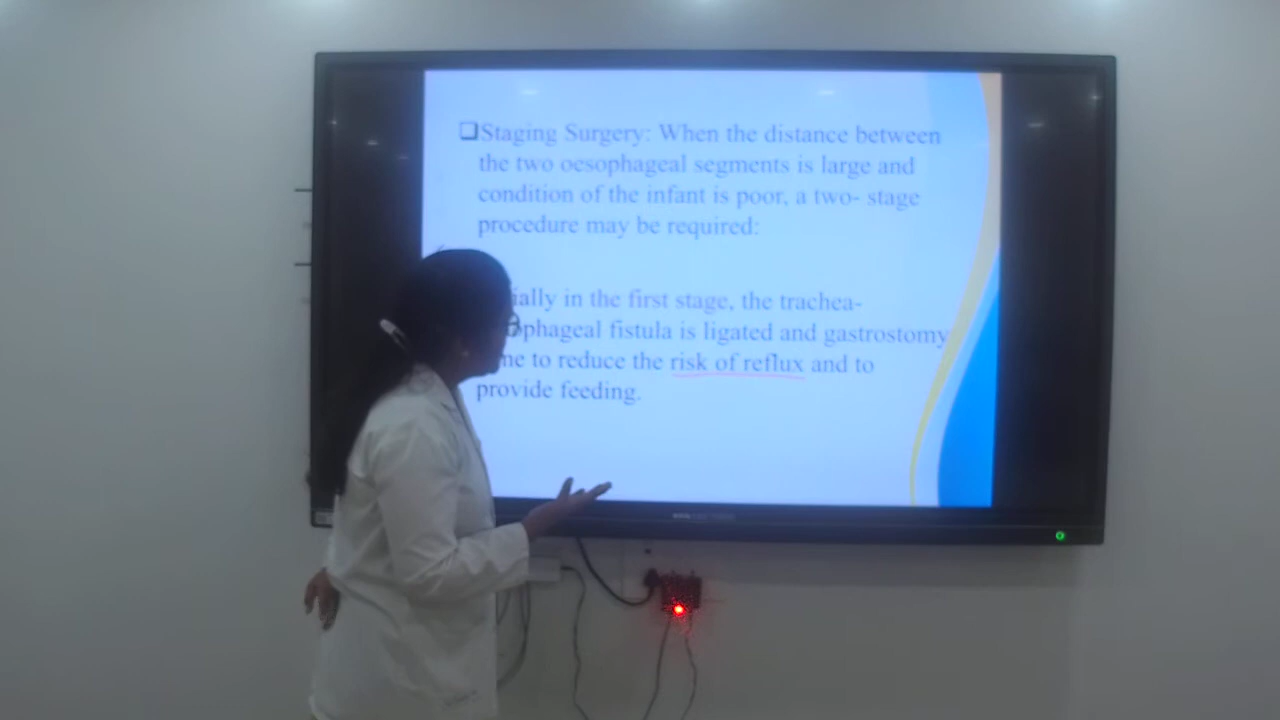 ❑Staging Surgery: When the distance between
the two oesophageal segments is large and
condition of the infant is poor, a two- stage
procedure may be required:
ially in the first stage, the trachea-
ophageal fistula is ligated and gastrostomy
ne to reduce the risk of reflux and to
provide feeding.